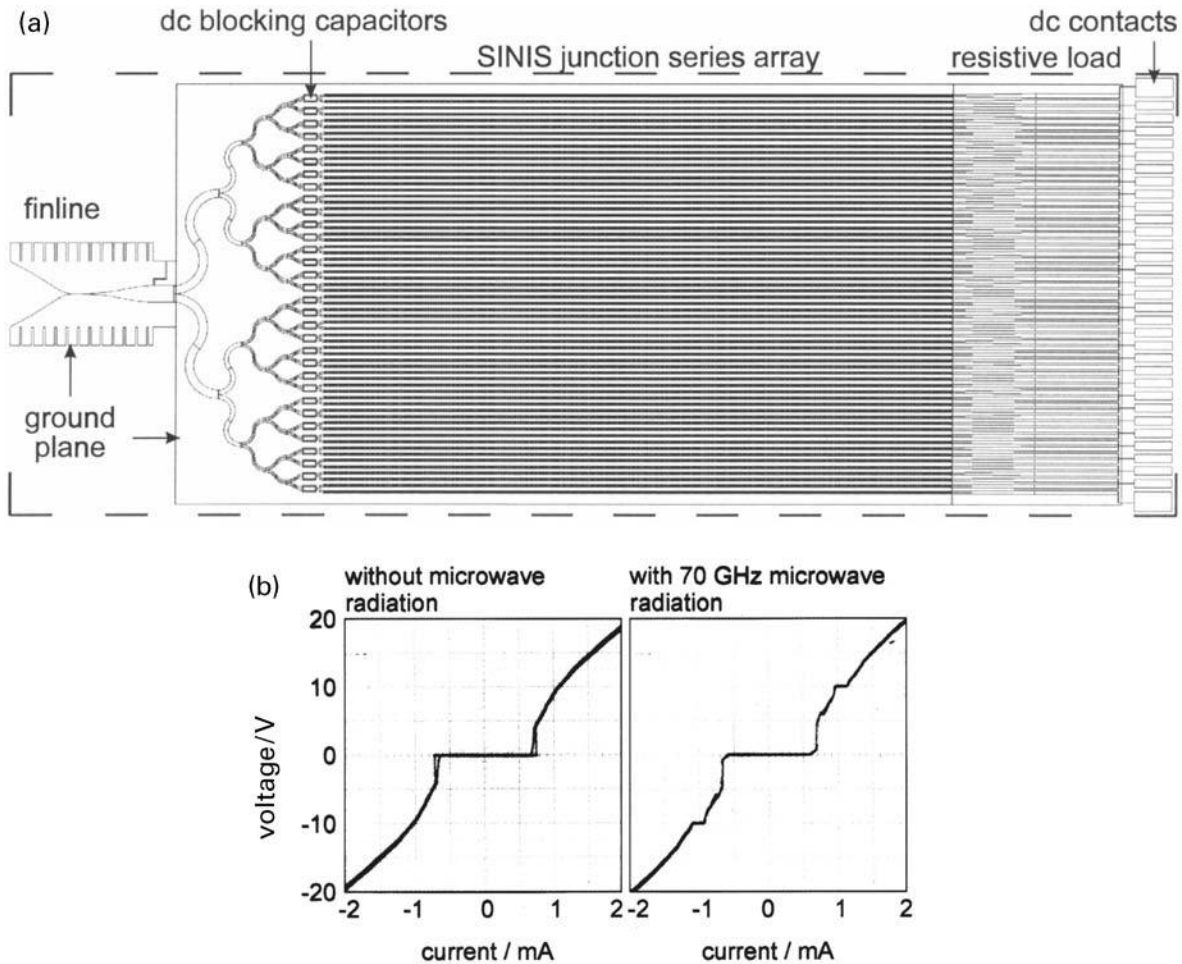 (a)
dc blocking capacitors
dc contacts
SINIS junction series array
resistive load
finline
ground
plane
(b)
without microwave
radiation
with 70 GHz microwave
radiation
voltage/V
20
10
0
-10
-20
-2 -1 0 1 2
-2 -1 0 1 2
current / mA
current / mA